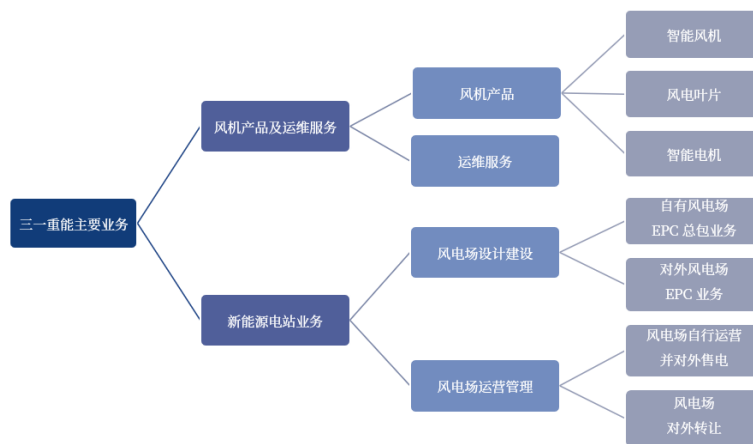 三一重能主要业务
风机产品及运维服务
风机产品
智能风机
风电叶片
智能电机
运维服务
新能源电站业务
风电场设计建设
自有风电场
EPC 总包业务
对外风电场
EPC 业务
风电场运营管理
风电场自行运营
并对外售电
风电场
对外转让